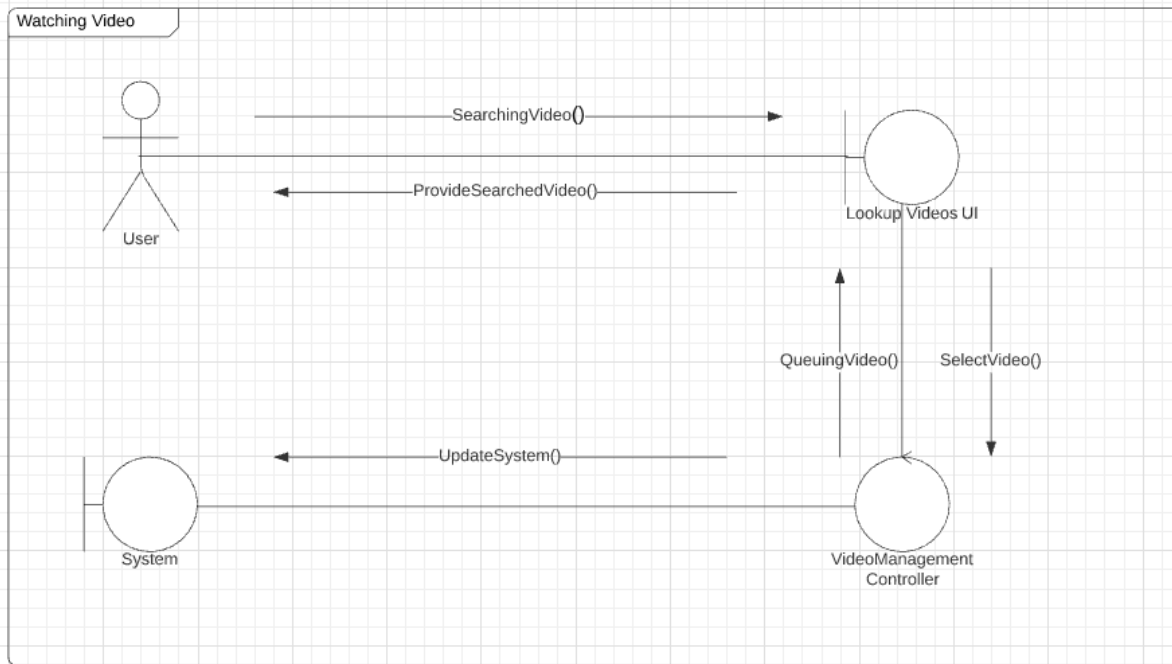 Watching Video
SearchingVideo()
ProvideSearchedVideo()
User
Lookup Videos UI
QueuingVideo()
SelectVideo()
UpdateSystem()
System
VideoManagement
Controller